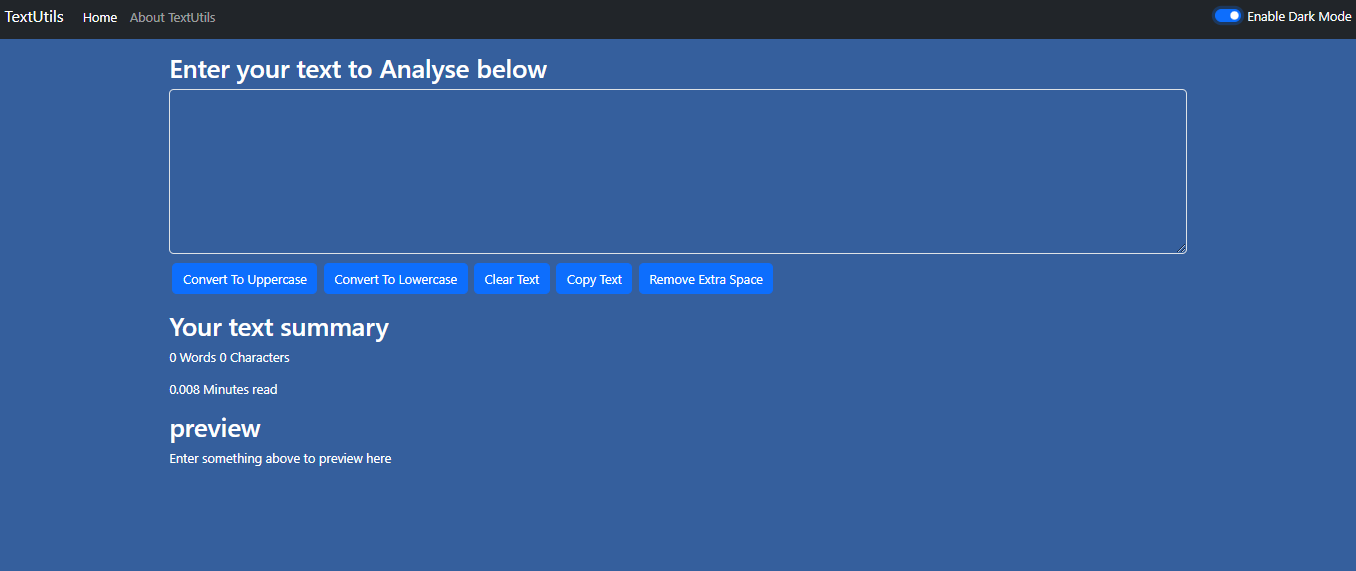 TextUtils Home About TextUtils Enable Dark Mode
Enter your text to Analyse below
Convert To Uppercase Convert To Lowercase Clear Text Copy Text Remove Extra Space
Your text summary
0 Words 0 Characters
0.008 Minutes read
preview
Enter something above to preview here